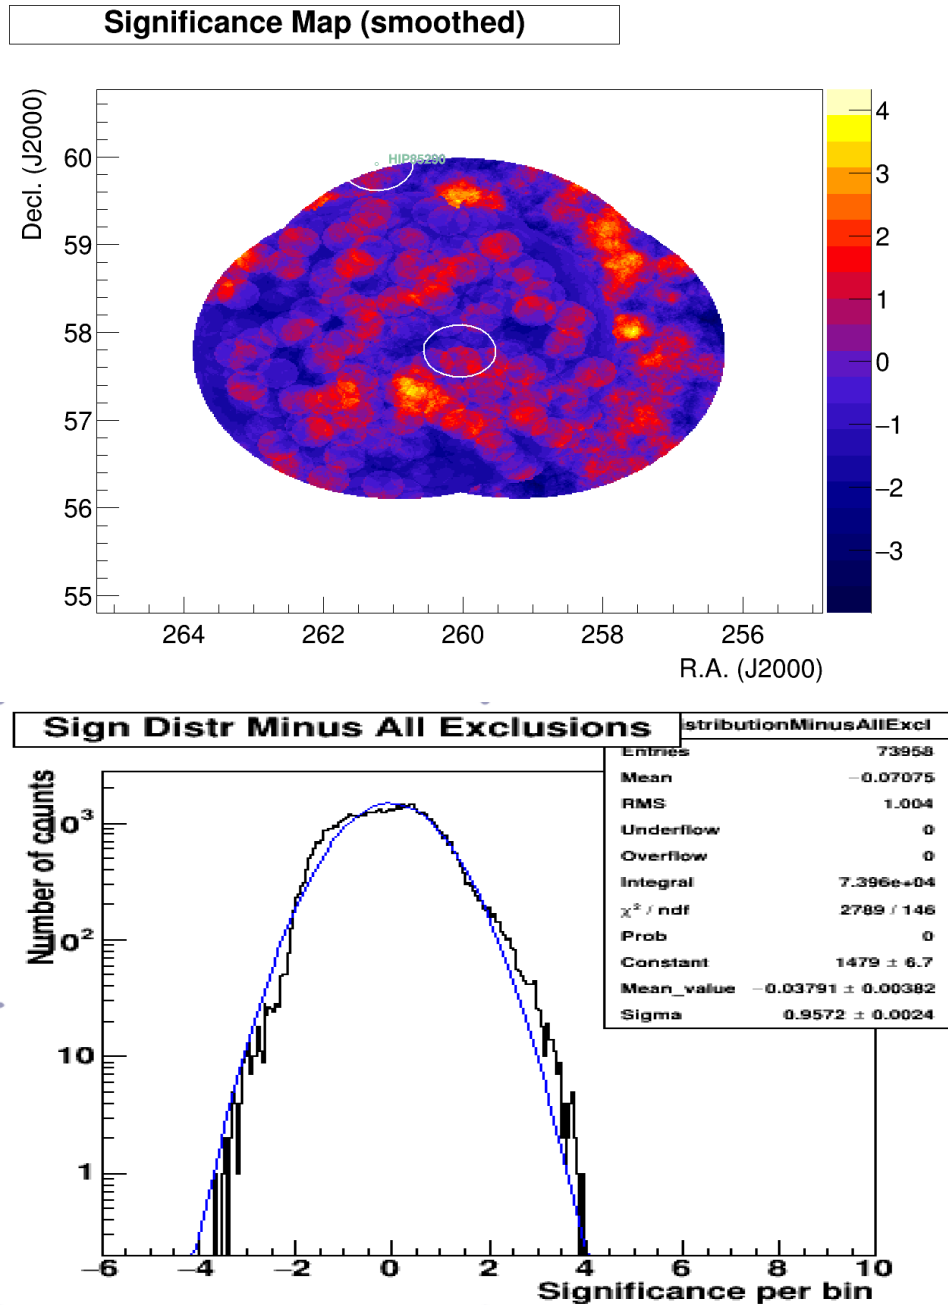 Significance Map (smoothed)
Decl. (J2000)
HIP85290
60
59
58
57
56
55
264 262 260 258 256
R.A. (J2000)
4
3
2
1
0
−1
−2
−3
Sign Distr Minus All Exclusions
istributionMinusAllExcl
Entries 73958
Mean −0.07075
RMS 1.004
Underflow 0
Overflow 0
Integral 7.396e+04
χ² / ndf 2789 / 146
Prob 0
Constant 1479 ± 6.7
Mean_value −0.03791 ± 0.00382
Sigma 0.9572 ± 0.0024
Number of counts
10³
10²
10
1
−6 −4 −2 0 2 4 6 8 10
Significance per bin